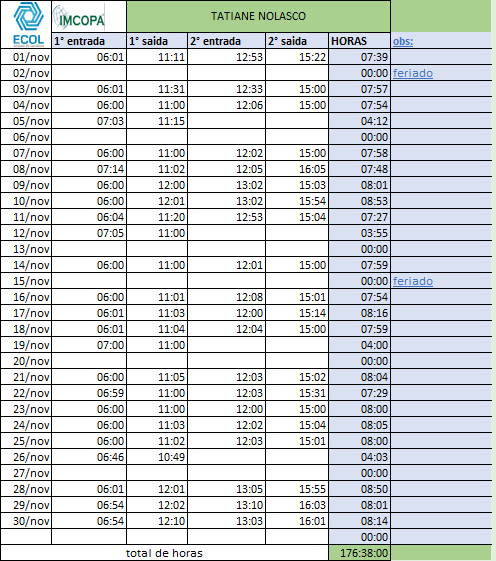 ECOL
IMCOPA
TATIANE NOLASCO
1° entrada 1° saida 2° entrada 2° saida HORAS obs:
01/nov 06:01 11:11 12:53 15:22 07:39
02/nov 00:00 feriado
03/nov 06:01 11:31 12:33 15:00 07:57
04/nov 06:00 11:00 12:06 15:00 07:54
05/nov 07:03 11:15 04:12
06/nov 00:00
07/nov 06:00 11:00 12:02 15:00 07:58
08/nov 07:14 11:02 12:05 16:05 07:48
09/nov 06:00 12:00 13:02 15:03 08:01
10/nov 06:00 12:01 13:02 15:54 08:53
11/nov 06:04 11:20 12:53 15:04 07:27
12/nov 07:05 11:00 03:55
13/nov 00:00
14/nov 06:00 11:00 12:01 15:00 07:59
15/nov 00:00 feriado
16/nov 06:00 11:01 12:08 15:01 07:54
17/nov 06:01 11:03 12:00 15:14 08:16
18/nov 06:01 11:04 12:04 15:00 07:59
19/nov 07:00 11:00 04:00
20/nov 00:00
21/nov 06:00 11:05 12:03 15:02 08:04
22/nov 06:59 11:00 12:03 15:31 07:29
23/nov 06:00 11:00 12:00 15:00 08:00
24/nov 06:00 11:03 12:02 15:04 08:05
25/nov 06:00 11:02 12:03 15:01 08:00
26/nov 06:46 10:49 04:03
27/nov 00:00
28/nov 06:01 12:01 13:05 15:55 08:50
29/nov 06:54 12:02 13:10 16:03 08:01
30/nov 06:54 12:10 13:03 16:01 08:14
00:00
total de horas 176:38:00